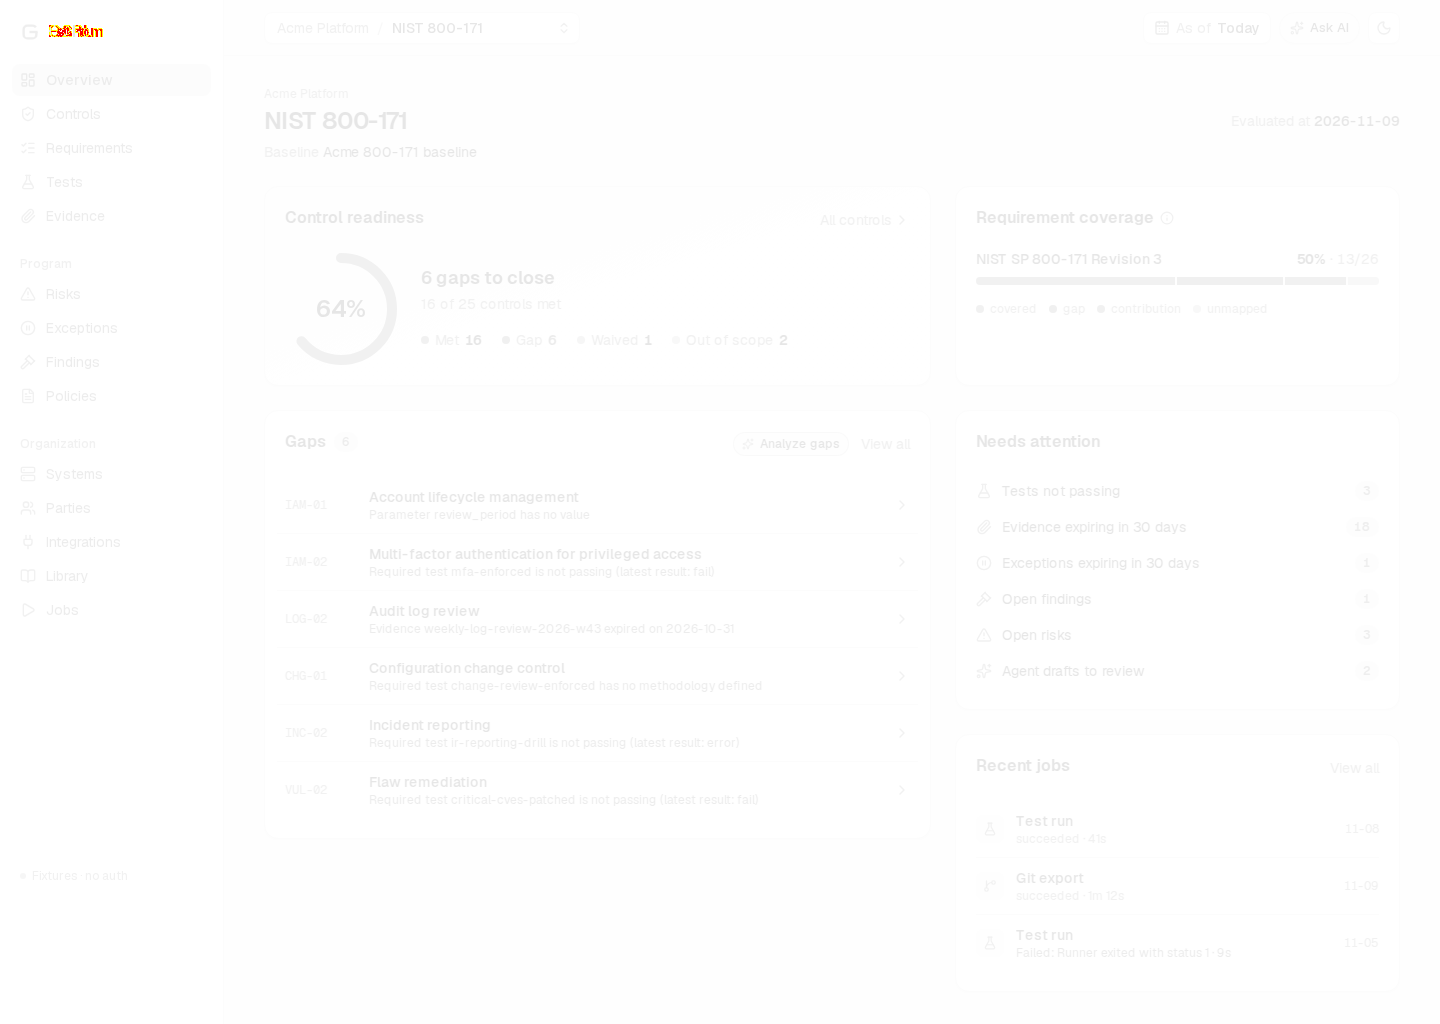 G
Overview
Controls
Requirements
Tests
Evidence
Program
Risks
Exceptions
Findings
Policies
Organization
Systems
Parties
Integrations
Library
Jobs
Fixtures · no auth
Acme Platform / NIST 800-171
As of Today
Ask AI
Acme Platform
NIST 800-171
Baseline Acme 800-171 baseline
Evaluated at 2026-11-09
Control readiness
All controls
64%
6 gaps to close
16 of 25 controls met
Met 16 Gap 6 Waived 1 Out of scope 2
Requirement coverage
NIST SP 800-171 Revision 3 50% · 13/26
covered gap contribution unmapped
Gaps 6
Analyze gaps View all
IAM-01 Account lifecycle management
Parameter review_period has no value
IAM-02 Multi-factor authentication for privileged access
Required test mfa-enforced is not passing (latest result: fail)
LOG-02 Audit log review
Evidence weekly-log-review-2026-w43 expired on 2026-10-31
CHG-01 Configuration change control
Required test change-review-enforced has no methodology defined
INC-02 Incident reporting
Required test ir-reporting-drill is not passing (latest result: error)
VUL-02 Flaw remediation
Required test critical-cves-patched is not passing (latest result: fail)
Needs attention
Tests not passing 3
Evidence expiring in 30 days 18
Exceptions expiring in 30 days 1
Open findings 1
Open risks 3
Agent drafts to review 2
Recent jobs View all
Test run 11-08
succeeded · 41s
Git export 11-09
succeeded · 1m 12s
Test run 11-06
Failed: Runner exited with status 1 · 9s